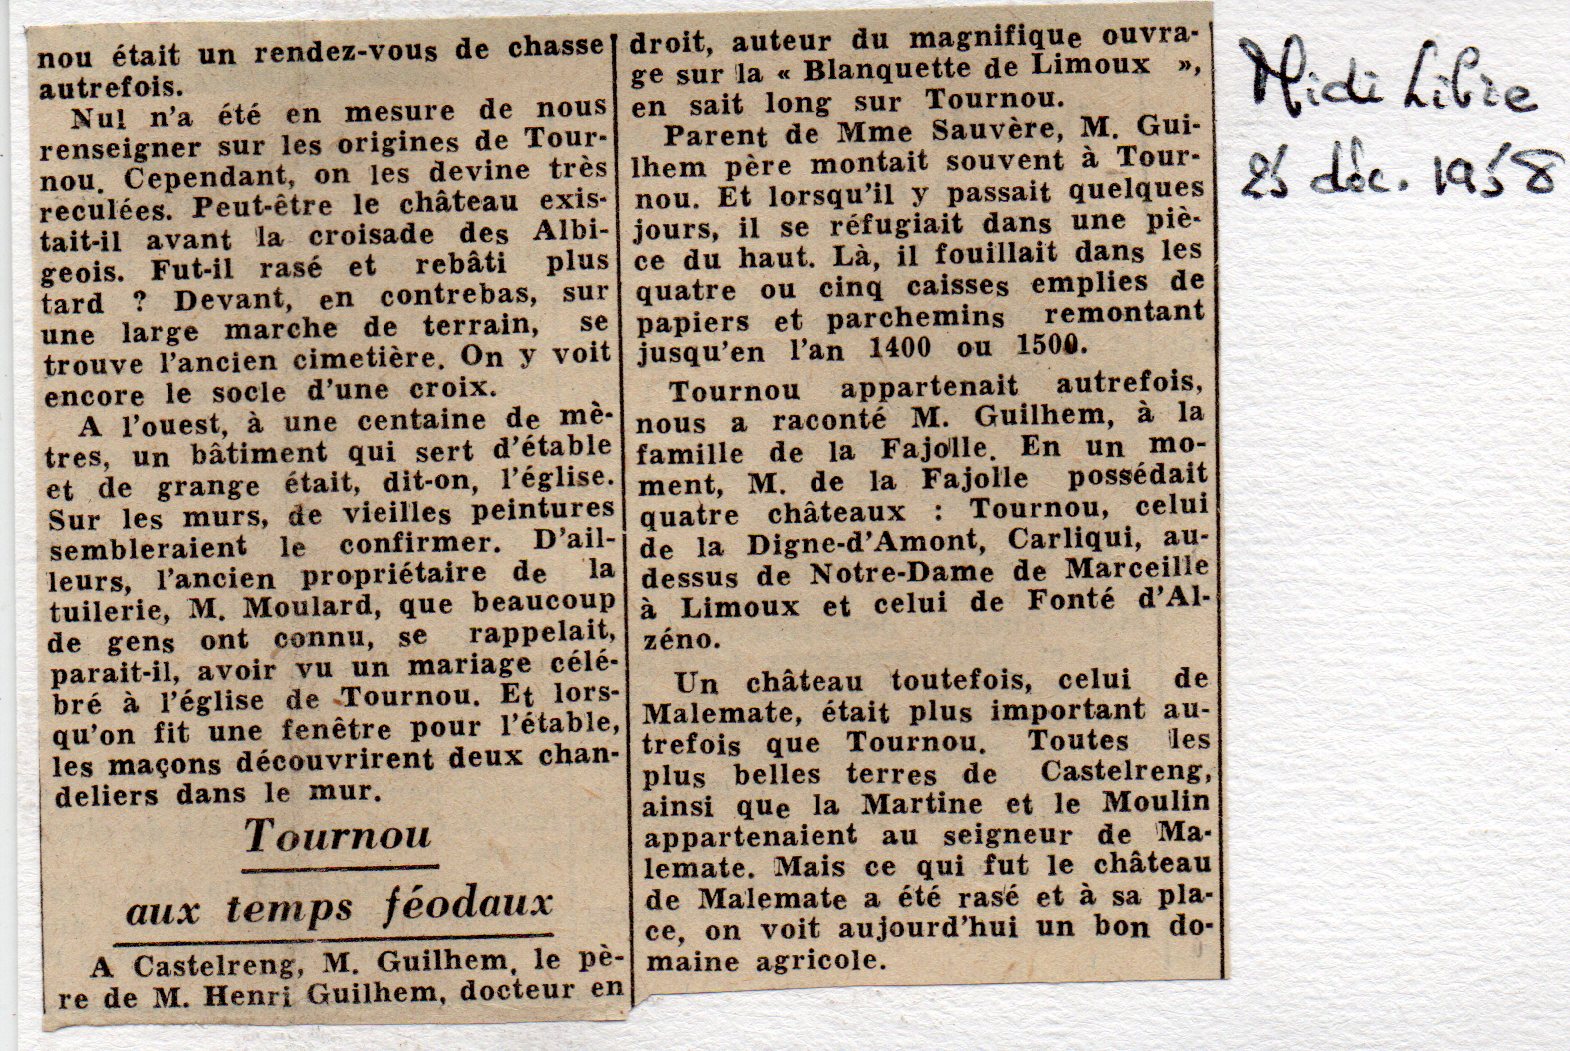 nou était un rendez-vous de chasse
autrefois.
Nul n'a été en mesure de nous
renseigner sur les origines de Tour-
nou. Cependant, on les devine très
reculées. Peut-être le château exis-
tait-il avant la croisade des Albi-
geois. Fut-il rasé et rebâti plus
tard ? Devant, en contrebas, sur
une large marche de terrain, se
trouve l'ancien cimetière. On y voit
encore le socle d'une croix.
A l'ouest, à une centaine de mè-
tres, un bâtiment qui sert d'étable
et de grange était, dit-on, l'église.
Sur les murs, de vieilles peintures
sembleraient le confirmer. D'ail-
leurs, l'ancien propriétaire de la
tuilerie, M. Moulard, que beaucoup
de gens ont connu, se rappelait,
parait-il, avoir vu un mariage célé-
bré à l'église de Tournou. Et lors-
qu'on fit une fenêtre pour l'étable,
les maçons découvrirent deux chan-
deliers dans le mur.
Tournou
aux temps féodaux
A Castelreng, M. Guilhem, le pè-
re de M. Henri Guilhem, docteur en
droit, auteur du magnifique ouvra-
ge sur la « Blanquette de Limoux »,
en sait long sur Tournou.
Parent de Mme Sauvère, M. Gui-
lhem père montait souvent à Tour-
nou. Et lorsqu'il y passait quelques
jours, il se réfugiait dans une piè-
ce du haut. Là, il fouillait dans les
quatre ou cinq caisses emplies de
papiers et parchemins remontant
jusqu'en l'an 1400 ou 1500.
Tournou appartenait autrefois,
nous a raconté M. Guilhem, à la
famille de la Fajolle. En un mo-
ment, M. de la Fajolle possédait
quatre châteaux : Tournou, celui
de la Digne-d'Amont, Carliqui, au-
dessus de Notre-Dame de Marceille
à Limoux et celui de Fonté d'Al-
zéno.
Un château toutefois, celui de
Malemate, était plus important au-
trefois que Tournou. Toutes les
plus belles terres de Castelreng,
ainsi que la Martine et le Moulin
appartenaient au seigneur de Ma-
lemate. Mais ce qui fut le château
de Malemate a été rasé et à sa pla-
ce, on voit aujourd'hui un bon do-
maine agricole.
Midi Libre
25 déc. 1958